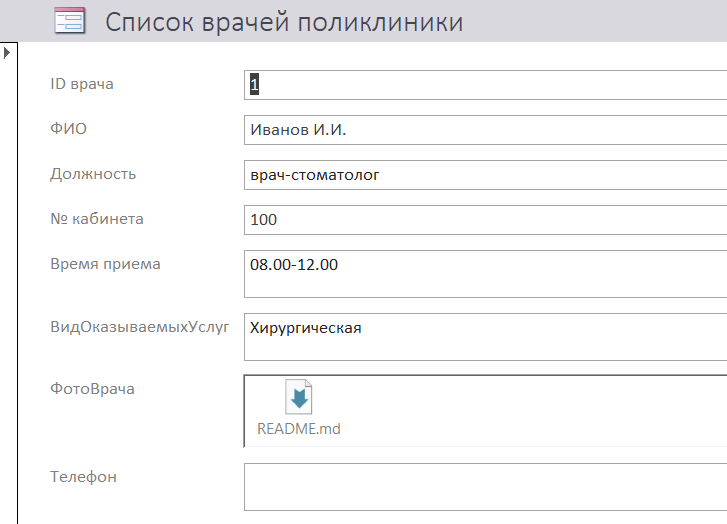 Список врачей поликлиники
ID врача 1
ФИО Иванов И.И.
Должность врач-стоматолог
№ кабинета 100
Время приема 08.00-12.00
ВидОказываемыхУслуг Хирургическая
ФотоВрача
README.md
Телефон